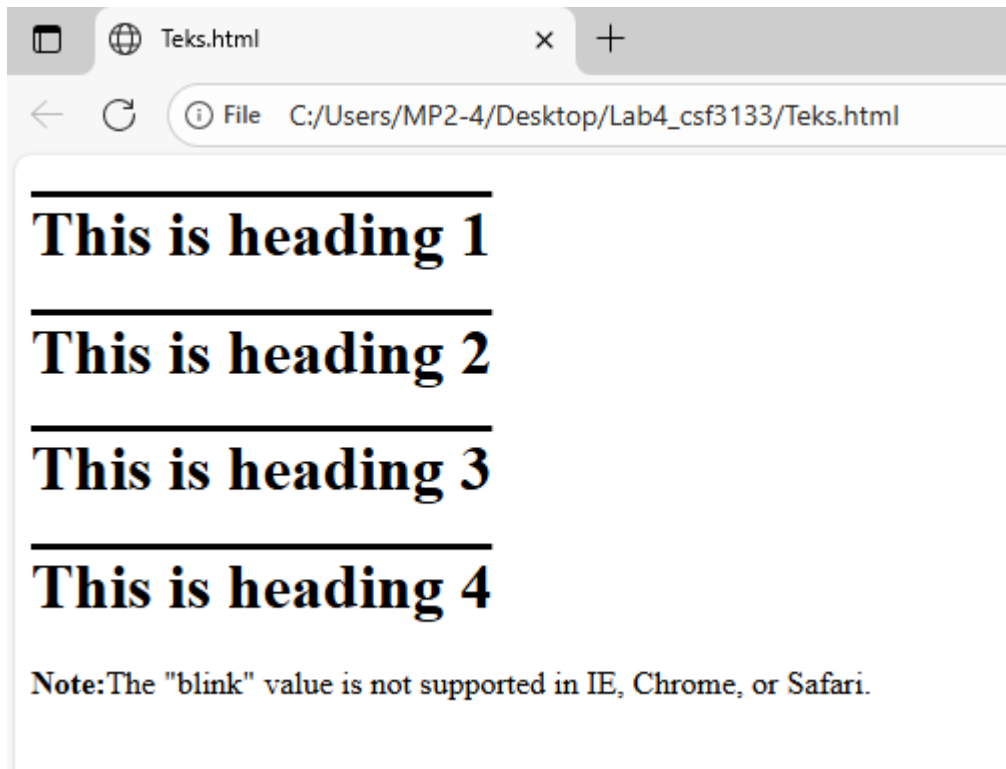 Teks.html
File C:/Users/MP2-4/Desktop/Lab4_csf3133/Teks.html
This is heading 1
This is heading 2
This is heading 3
This is heading 4
Note:The "blink" value is not supported in IE, Chrome, or Safari.